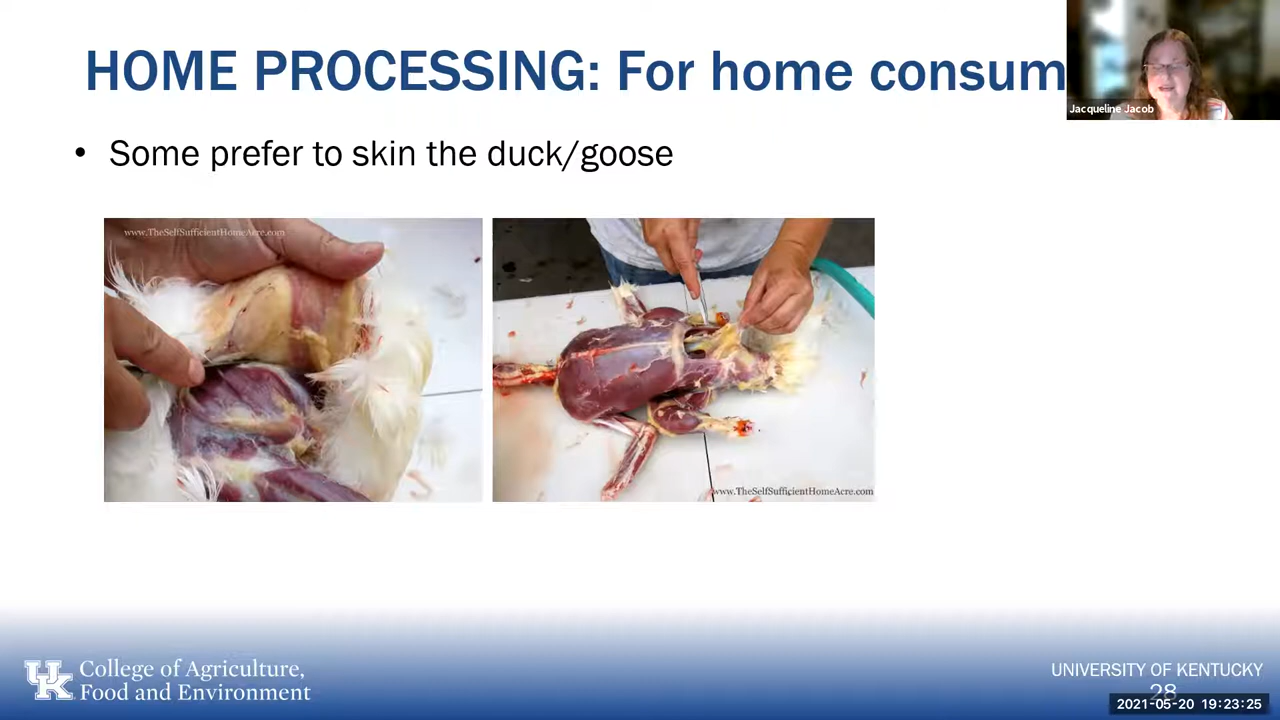 HOME PROCESSING: For home consum
Jacqueline Jacob
• Some prefer to skin the duck/goose
www.TheSelfSufficientHomeAcre.com
www.TheSelfSufficientHomeAcre.com
UK
College of Agriculture,
Food and Environment
UNIVERSITY OF KENTUCKY
28
2021-05-20 19:23:25